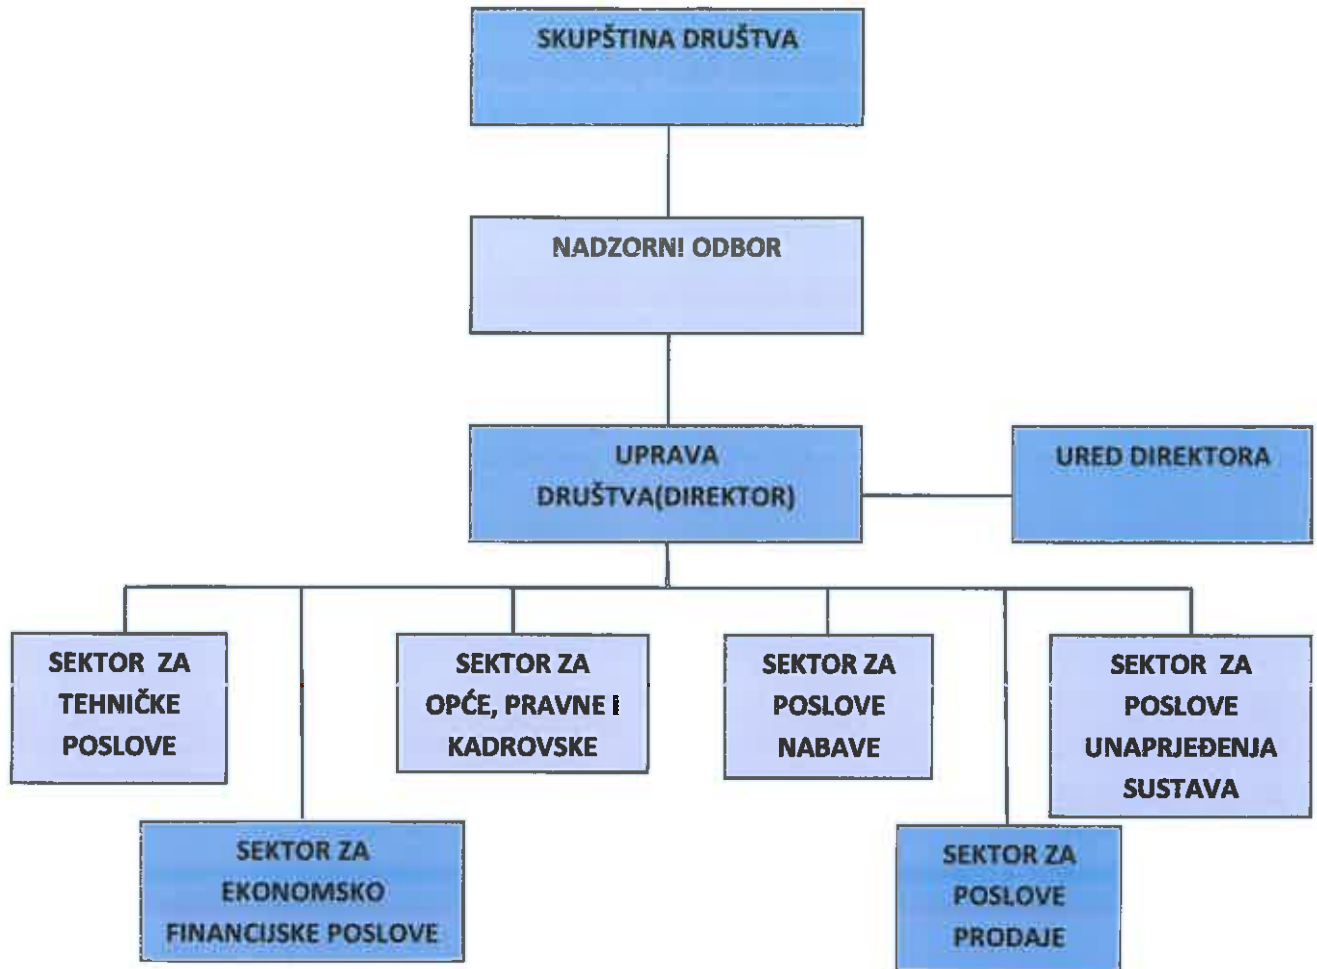 SKUPŠTINA DRUŠTVA
NADZORNI ODBOR
UPRAVA
DRUŠTVA(DIREKTOR)
URED DIREKTORA
SEKTOR ZA
TEHNIČKE
POSLOVE
SEKTOR ZA
OPĆE, PRAVNE I
KADROVSKE
SEKTOR ZA
POSLOVE
NABAVE
SEKTOR ZA
POSLOVE
UNAPRJEĐENJA
SUSTAVA
SEKTOR ZA
EKONOMSKO
FINANCIJSKE POSLOVE
SEKTOR ZA
POSLOVE
PRODAJE